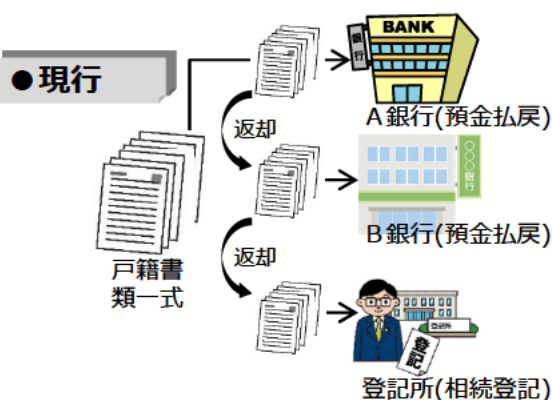 ●現行
戸籍書
類一式
BANK
銀行
A銀行(預金払戻)
返却
○○○銀行
B銀行(預金払戻)
返却
登記所
登記
登記所(相続登記)